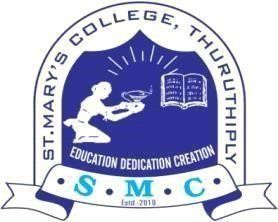 ST.MARY'S COLLEGE, THURUTHIPLY
EDUCATION DEDICATION CREATION
· S · M · C ·
Estd.-2010